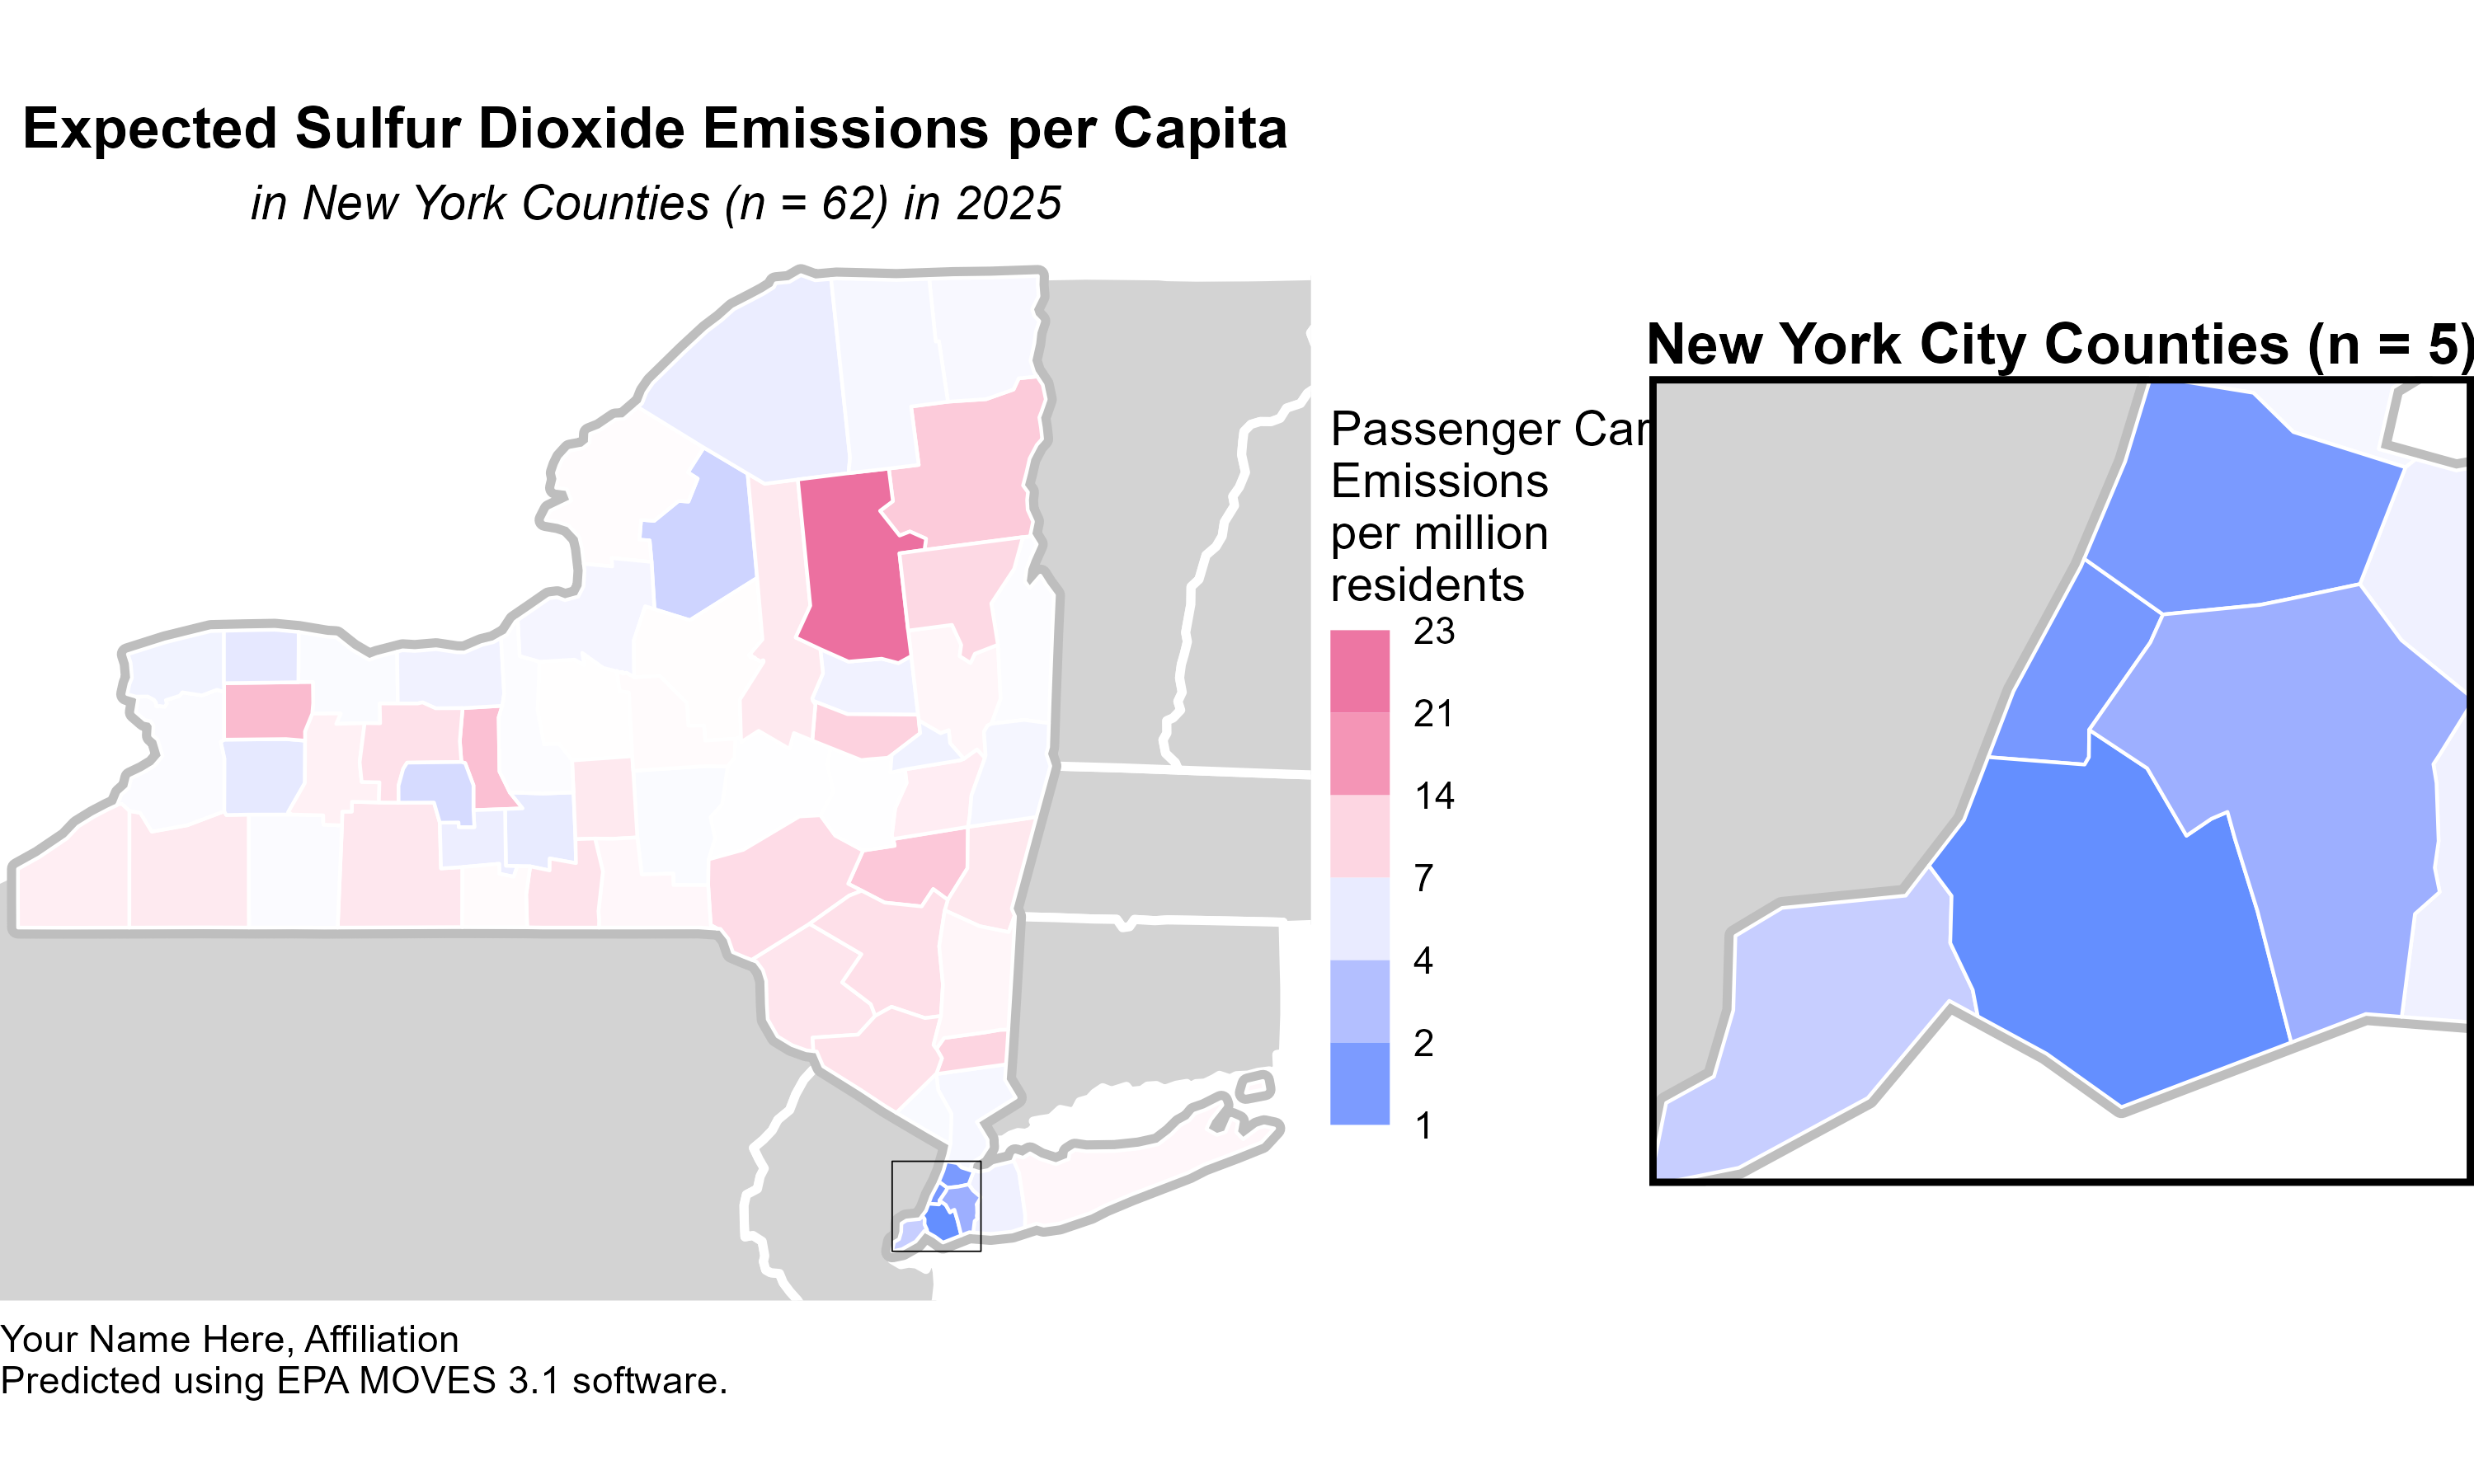 Expected Sulfur Dioxide Emissions per Capita
in New York Counties (n = 62) in 2025
New York City Counties (n = 5)
Passenger Car
Emissions
per million
residents
23
21
14
7
4
2
1
Your Name Here, Affiliation
Predicted using EPA MOVES 3.1 software.